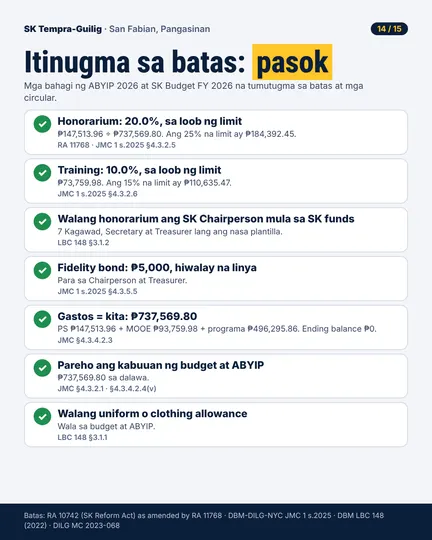 SK Tempra-Guilig · San Fabian, Pangasinan
14 / 15
Itinugma sa batas: pasok
Mga bahagi ng ABYIP 2026 at SK Budget FY 2026 na tumutugma sa batas at mga
circular.
Honorarium: 20.0%, sa loob ng limit
₱147,513.96 ÷ ₱737,569.80. Ang 25% na limit ay ₱184,392.45.
RA 11768 · JMC 1 s.2025 §4.3.2.5
Training: 10.0%, sa loob ng limit
₱73,759.98. Ang 15% na limit ay ₱110,635.47.
JMC 1 s.2025 §4.3.2.6
Walang honorarium ang SK Chairperson mula sa SK funds
7 Kagawad, Secretary at Treasurer lang ang nasa plantilla.
LBC 148 §3.1.2
Fidelity bond: ₱5,000, hiwalay na linya
Para sa Chairperson at Treasurer.
JMC 1 s.2025 §4.3.5.5
Gastos = kita: ₱737,569.80
PS ₱147,513.96 + MOOE ₱93,759.98 + programa ₱496,295.86. Ending balance ₱0.
JMC §4.3.4.2.3
Pareho ang kabuuan ng budget at ABYIP
₱737,569.80 sa dalawa.
JMC §4.3.2.1 · §4.3.4.2.4(v)
Walang uniform o clothing allowance
Wala sa budget at ABYIP.
LBC 148 §3.1.1
Batas: RA 10742 (SK Reform Act) as amended by RA 11768 · DBM-DILG-NYC JMC 1 s.2025 · DBM LBC 148
(2022) · DILG MC 2023-068